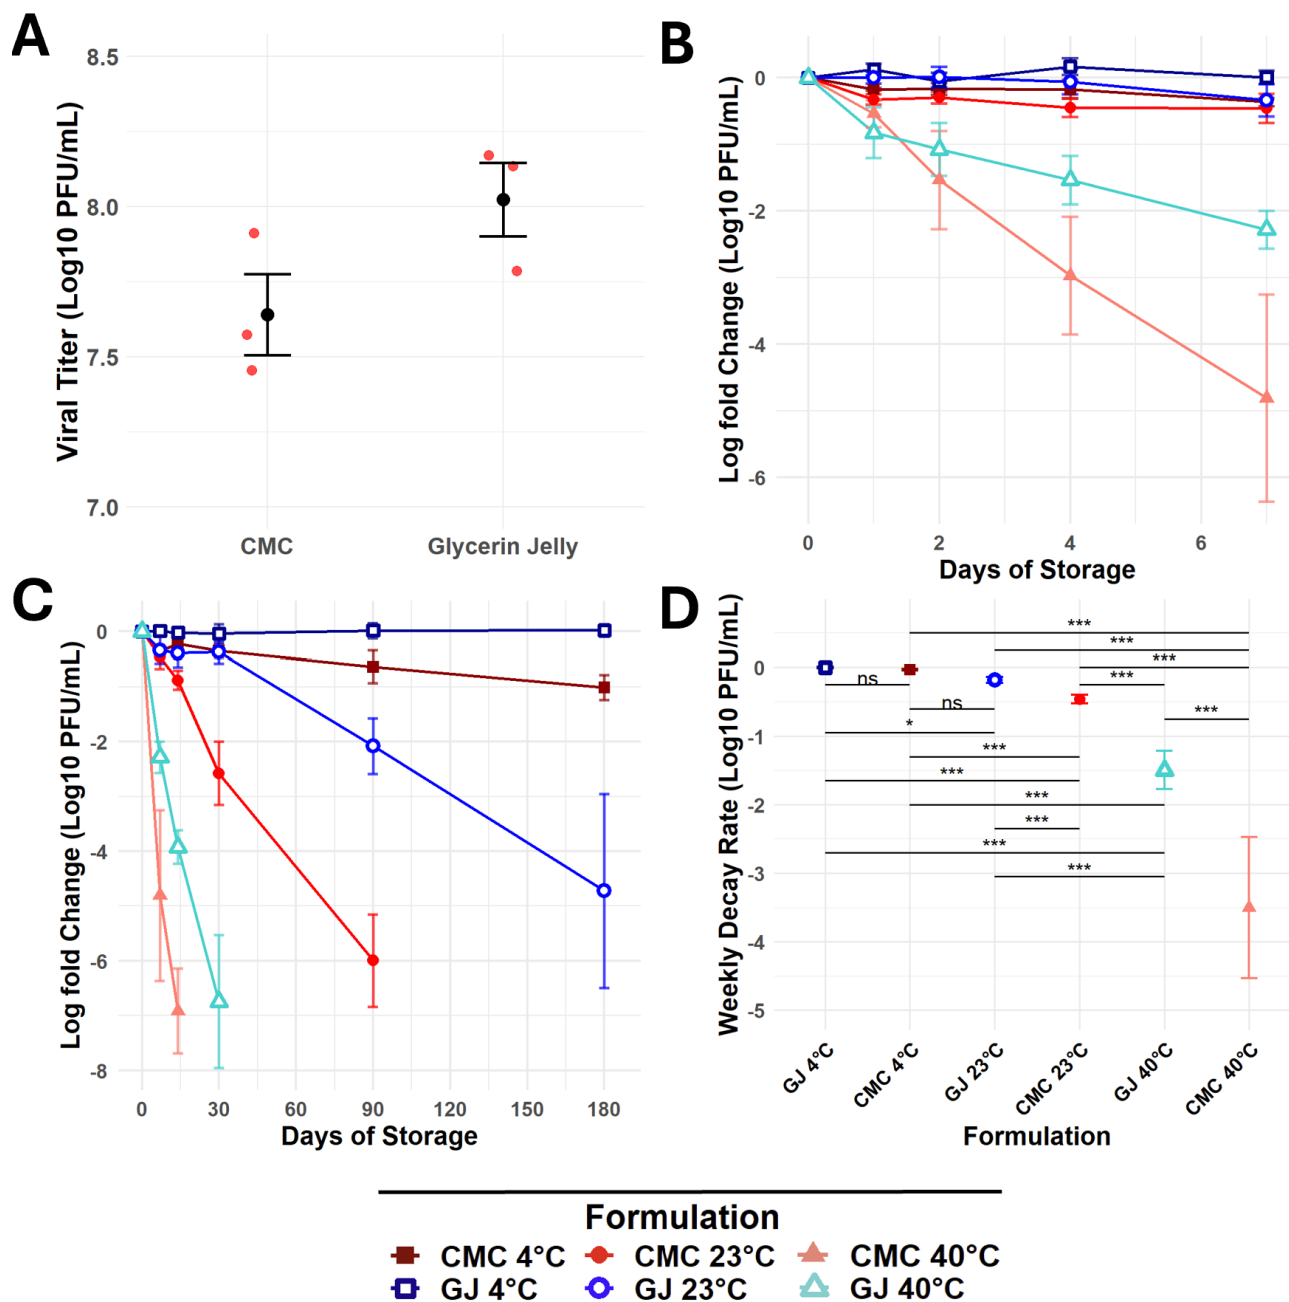 A
8.5
8.0
7.5
7.0
Viral Titer (Log10 PFU/mL)
CMC
Glycerin Jelly
B
0
-2
-4
-6
Log fold Change (Log10 PFU/mL)
0
2
4
6
Days of Storage
C
0
-2
-4
-6
-8
Log fold Change (Log10 PFU/mL)
0
30
60
90
120
150
180
Days of Storage
D
0
-1
-2
-3
-4
-5
Weekly Decay Rate (Log10 PFU/mL)
***
***
***
ns
***
ns
***
*
***
***
***
***
***
***
GJ 4°C
CMC 4°C
GJ 23°C
CMC 23°C
GJ 40°C
CMC 40°C
Formulation
Formulation
CMC 4°C
CMC 23°C
CMC 40°C
GJ 4°C
GJ 23°C
GJ 40°C